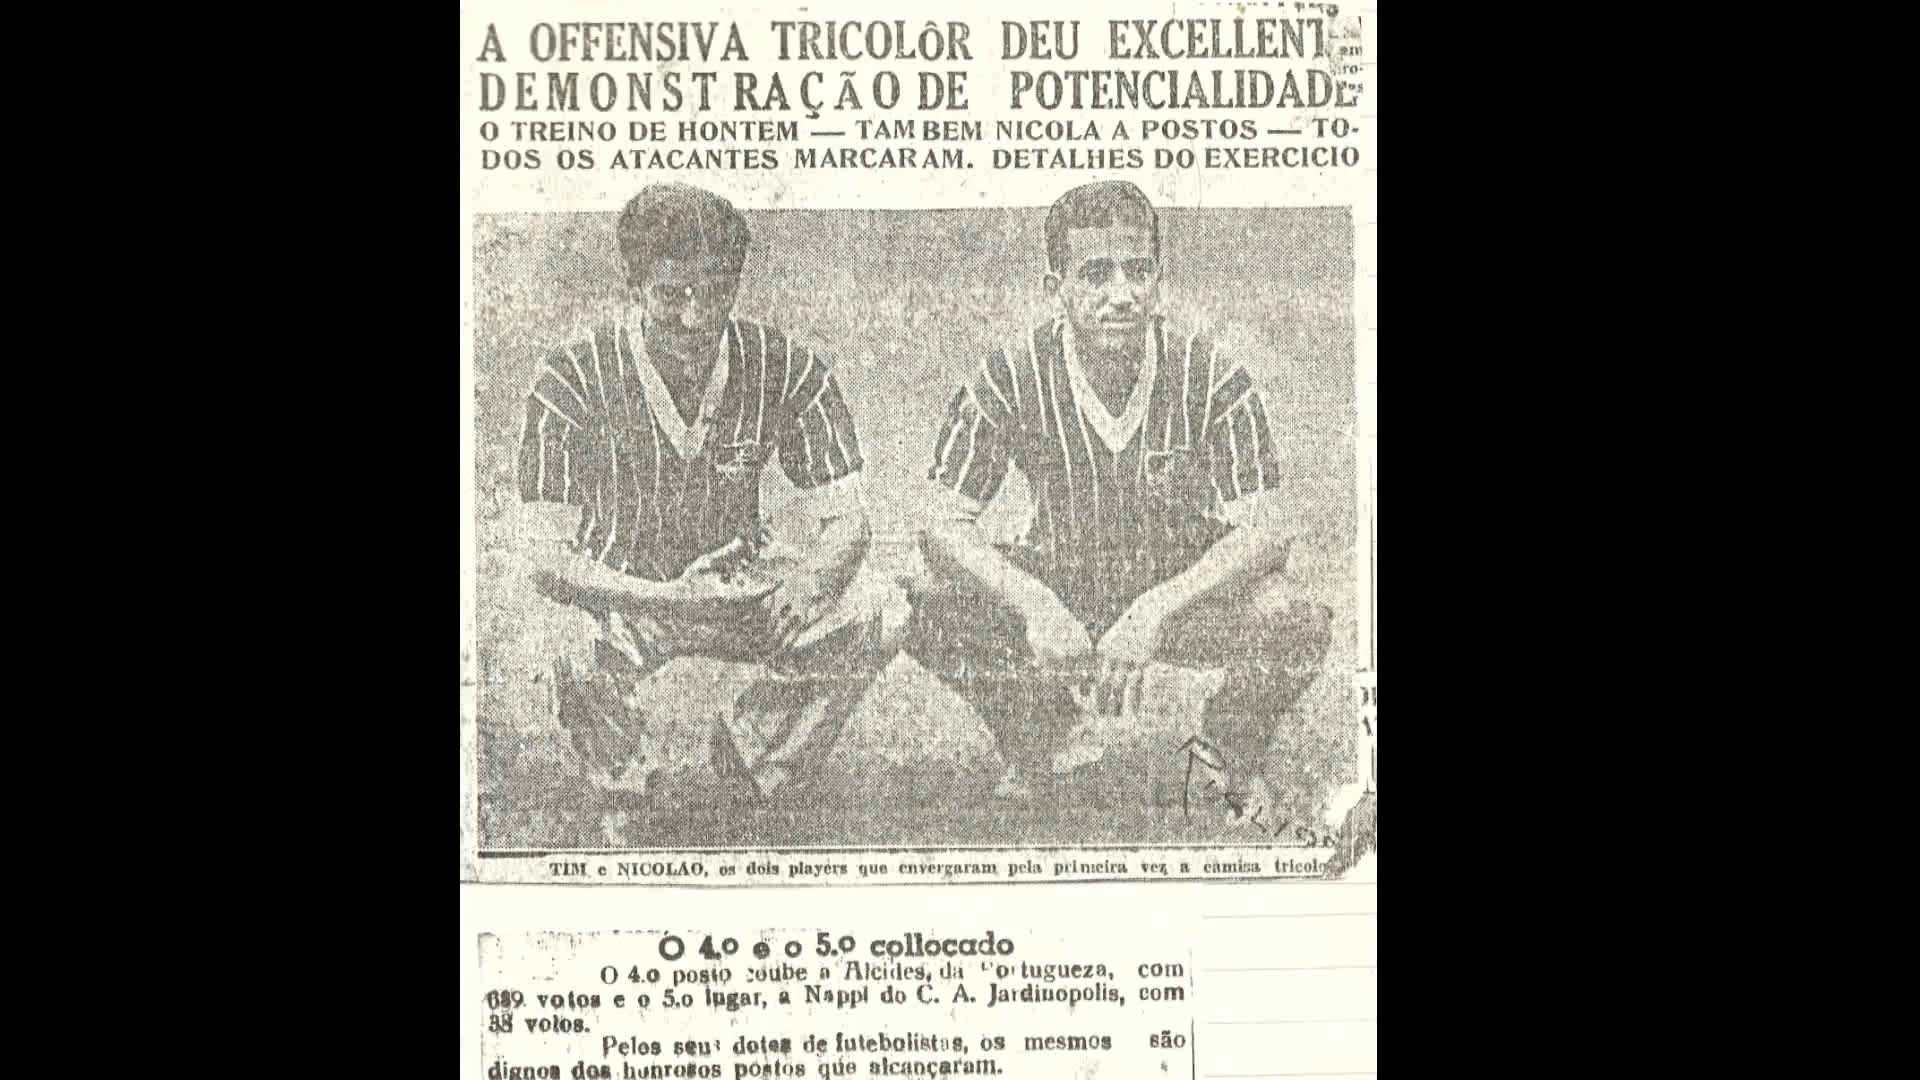 A OFFENSIVA TRICOLÔR DEU EXCELLENT
DEMONSTRAÇÃO DE POTENCIALIDADE
O TREINO DE HONTEM — TAMBEM NICOLA A POSTOS — TO-
DOS OS ATACANTES MARCARAM. DETALHES DO EXERCICIO
TIM e NICOLAO, os dois players que envergaram pela primeira vez a camisa tricolo
O 4.o e o 5.o collocado
O 4.o posto coube a Alcides, da Portugueza, com
689 votos e o 5.o lugar, a Nappi do C. A. Jardinopolis, com
38 votos.
Pelos seus dotes de futebolistas, os mesmos são
dignos dos honrosos postos que alcançaram.